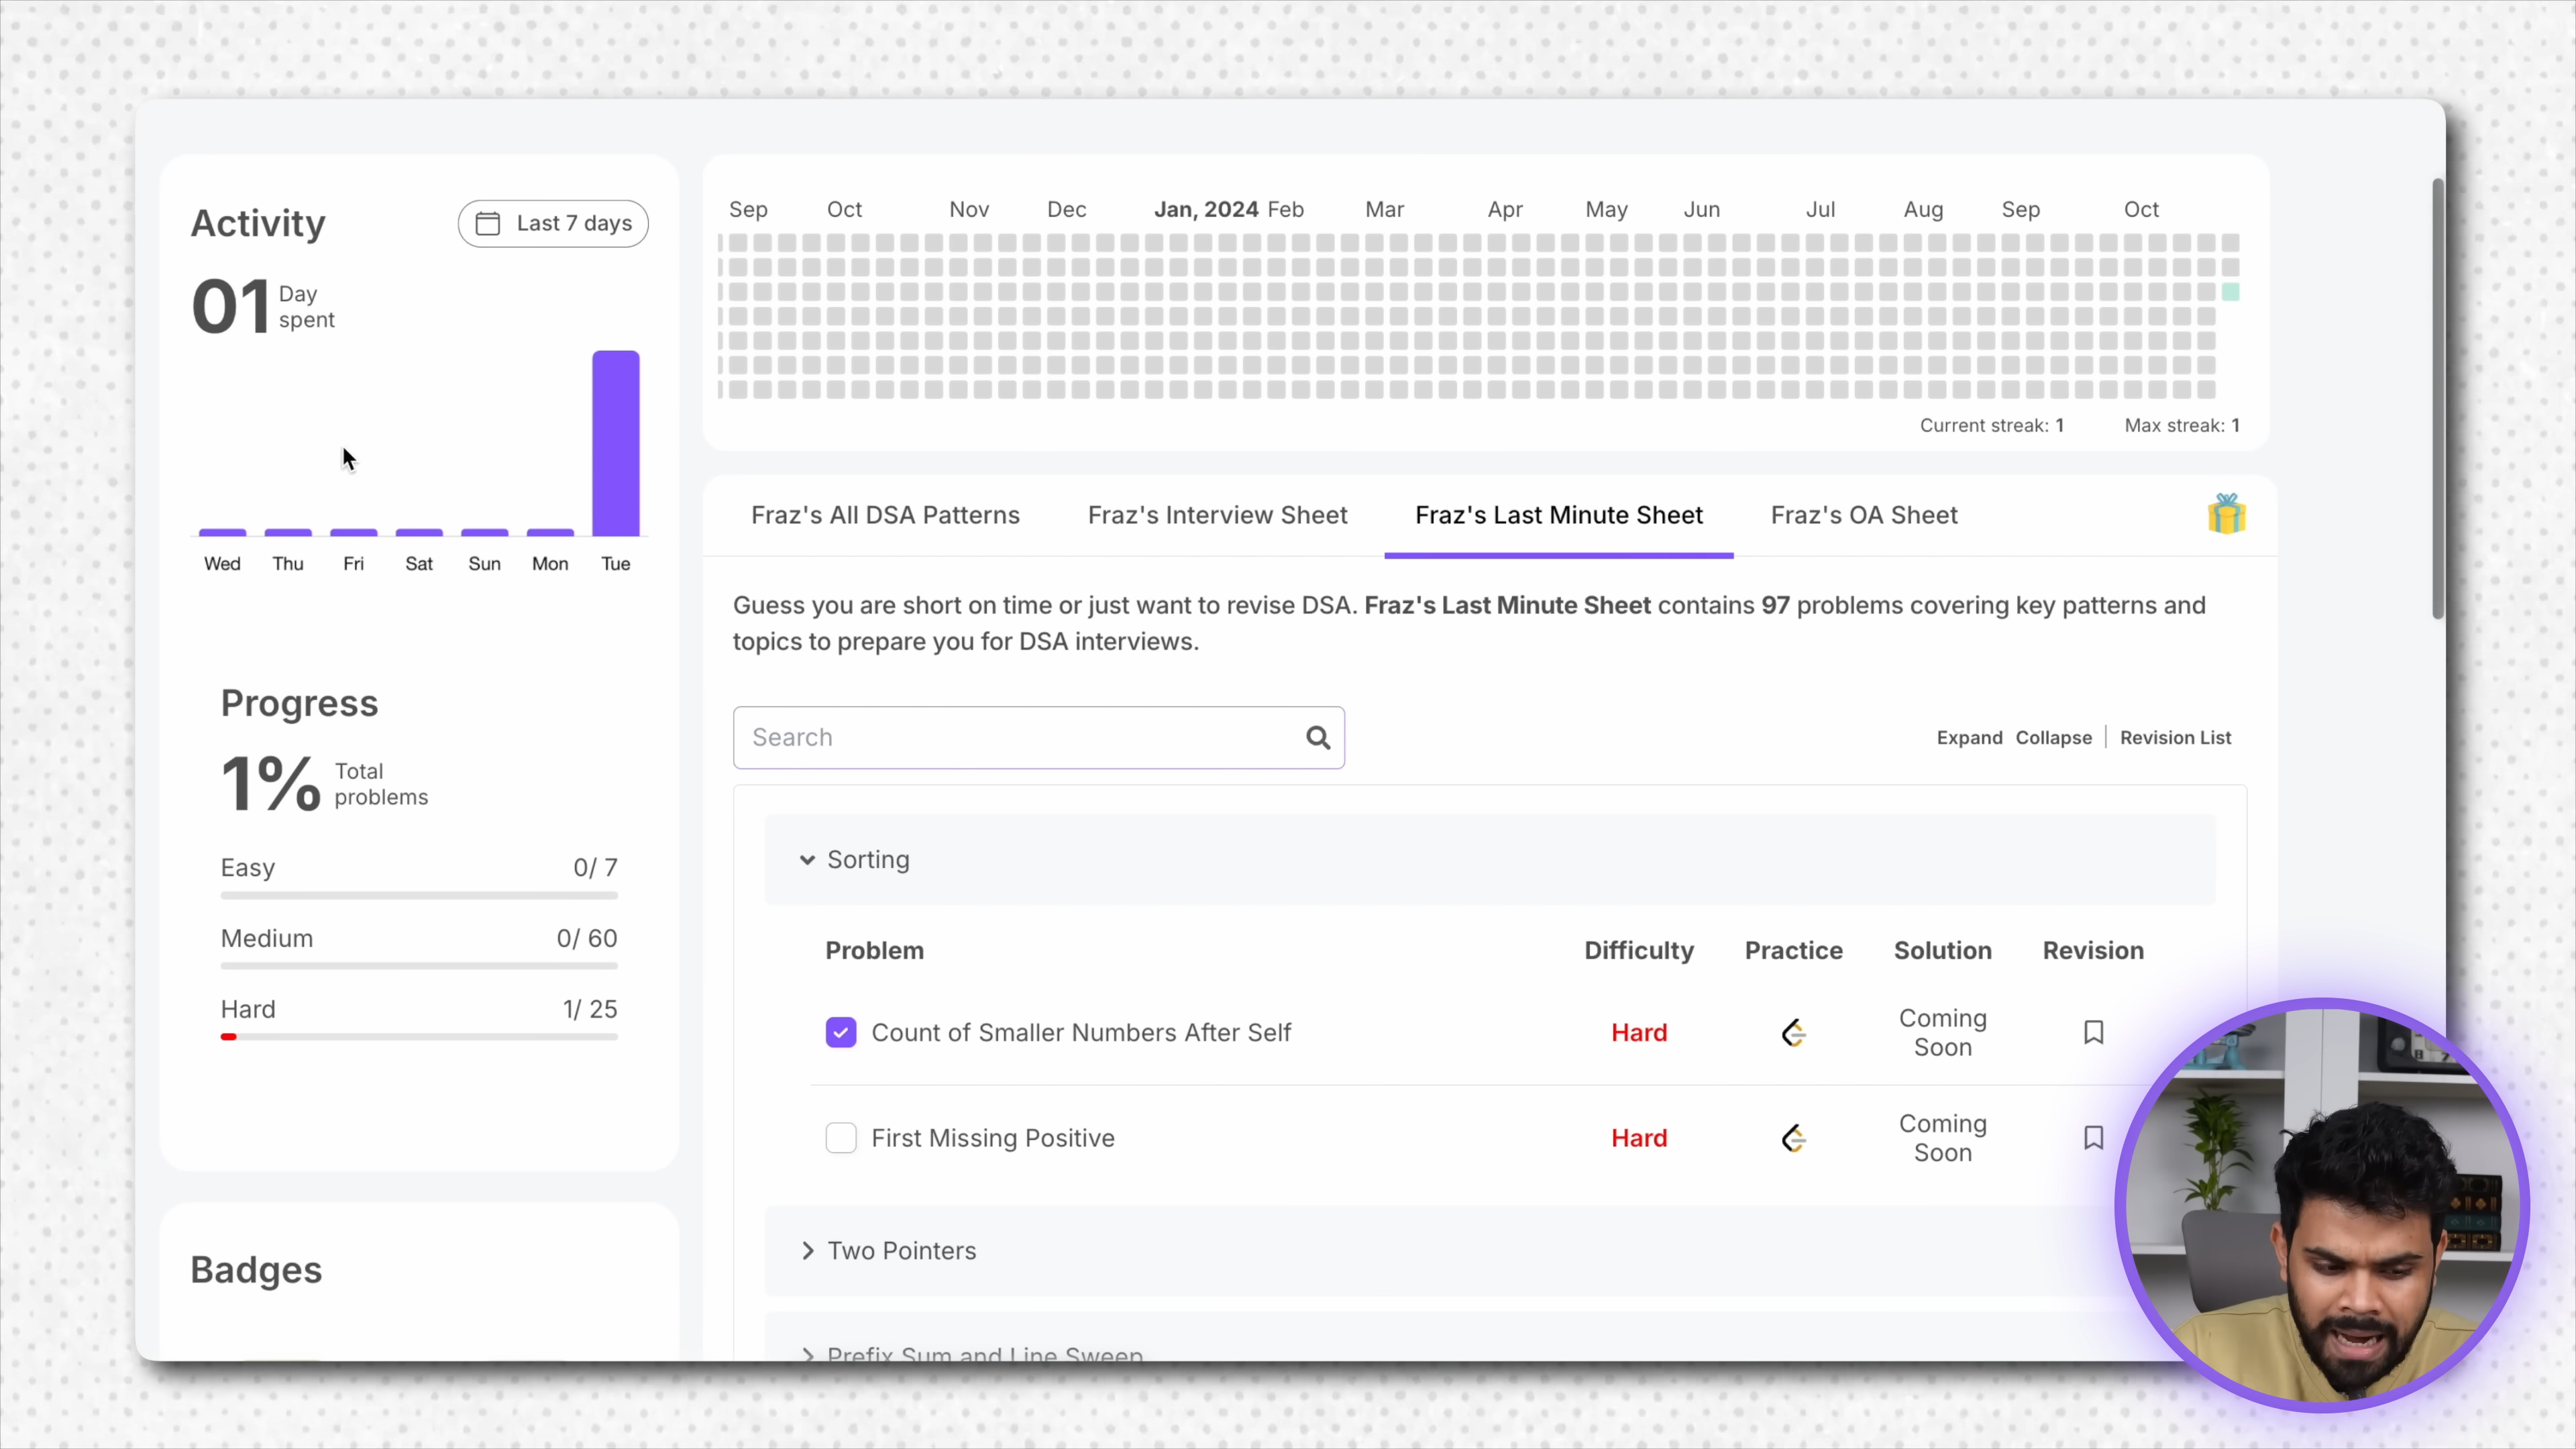 Activity
Last 7 days
01 Day spent
Wed Thu Fri Sat Sun Mon Tue
Progress
1% Total problems
Easy 0/ 7
Medium 0/ 60
Hard 1/ 25
Badges
Sep Oct Nov Dec Jan, 2024 Feb Mar Apr May Jun Jul Aug Sep Oct
Current streak: 1 Max streak: 1
Fraz's All DSA Patterns Fraz's Interview Sheet Fraz's Last Minute Sheet Fraz's OA Sheet
Guess you are short on time or just want to revise DSA. Fraz's Last Minute Sheet contains 97 problems covering key patterns and
topics to prepare you for DSA interviews.
Search
Expand Collapse | Revision List
Sorting
Problem Difficulty Practice Solution Revision
Count of Smaller Numbers After Self Hard Coming Soon
First Missing Positive Hard Coming Soon
Two Pointers
Prefix Sum and Line Sweep